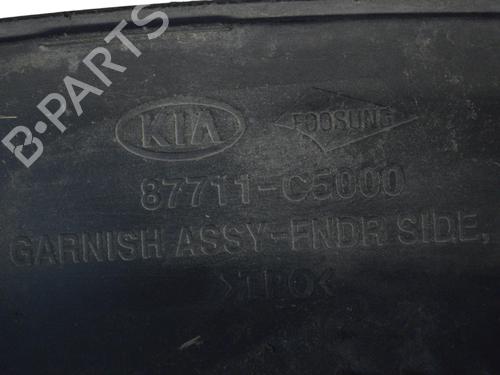 B-PARTS
KIA FOOSUNG
87711-C5000
GARNISH ASSY-FNDR SIDE,
>TPO<